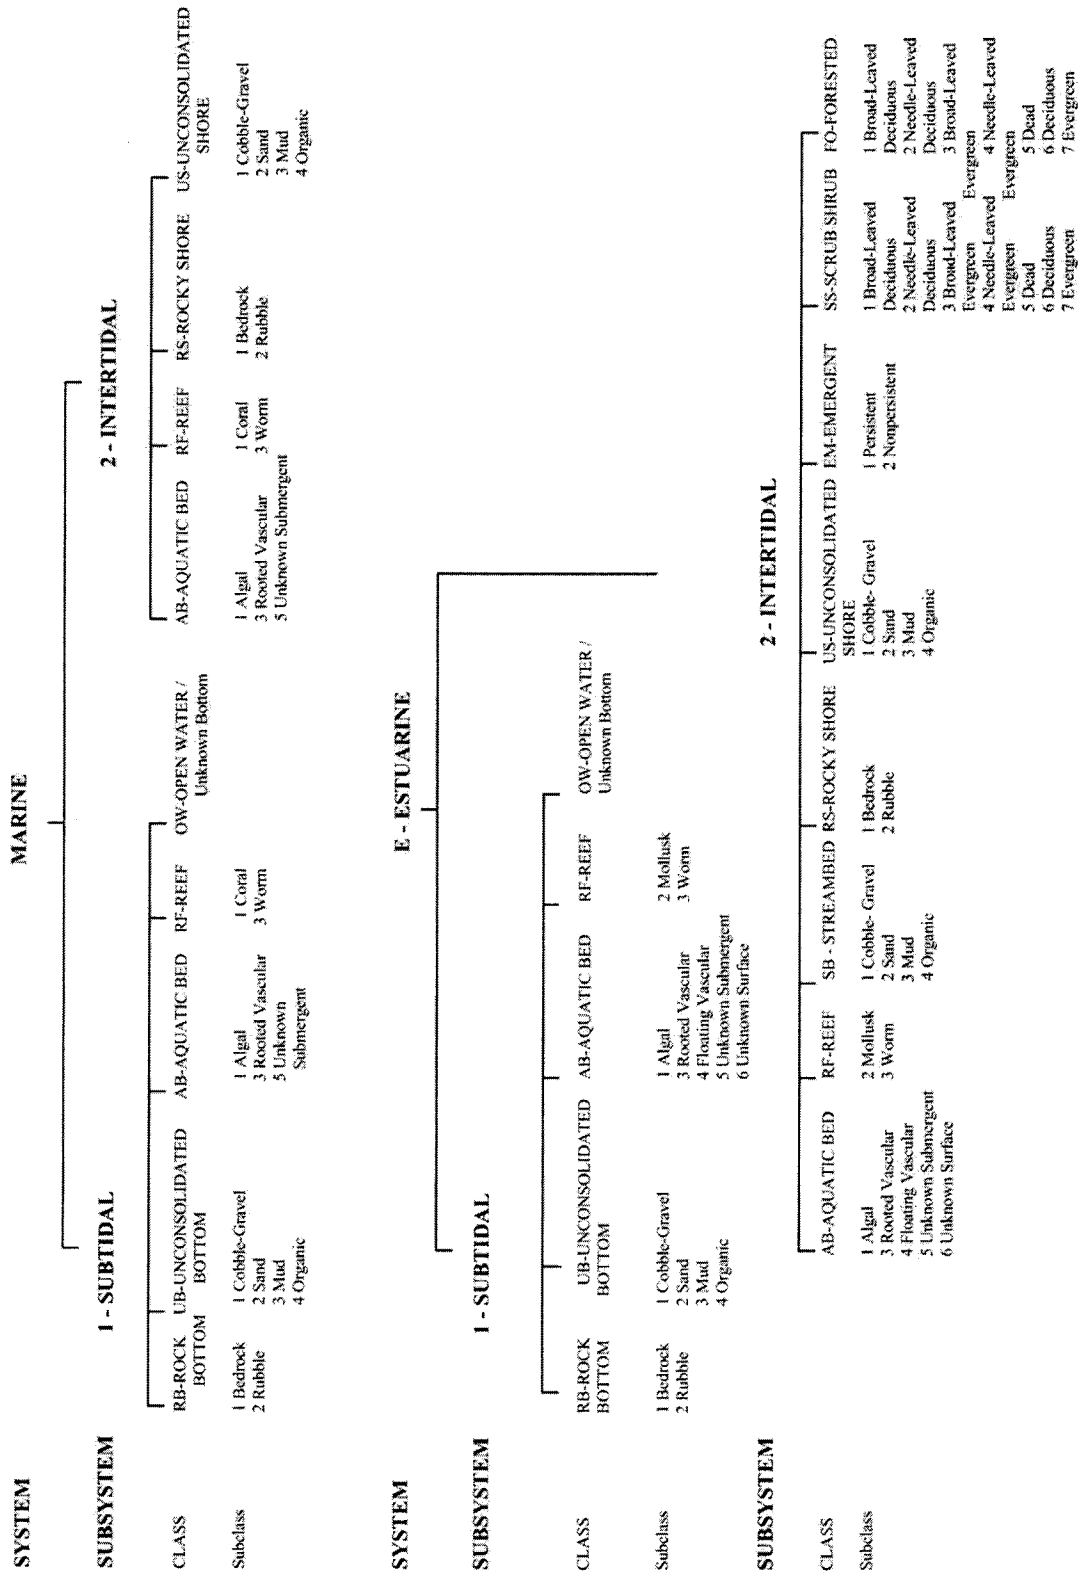 SYSTEM
MARINE
SUBSYSTEM
1 - SUBTIDAL
2 - INTERTIDAL
CLASS
RB-ROCK
BOTTOM
UB-UNCONSOLIDATED
BOTTOM
AB-AQUATIC BED
RF-REEF
OW-OPEN WATER /
Unknown Bottom
AB-AQUATIC BED
RF-REEF
RS-ROCKY SHORE
US-UNCONSOLIDATED
SHORE
Subclass
1 Bedrock
2 Rubble
1 Cobble-Gravel
2 Sand
3 Mud
4 Organic
1 Algal
3 Rooted Vascular
5 Unknown
Submergent
1 Coral
3 Worm
1 Algal
3 Rooted Vascular
5 Unknown Submergent
1 Coral
3 Worm
1 Bedrock
2 Rubble
1 Cobble-Gravel
2 Sand
3 Mud
4 Organic
SYSTEM
E - ESTUARINE
SUBSYSTEM
1 - SUBTIDAL
CLASS
RB-ROCK
BOTTOM
UB-UNCONSOLIDATED
BOTTOM
AB-AQUATIC BED
RF-REEF
OW-OPEN WATER /
Unknown Bottom
Subclass
1 Bedrock
2 Rubble
1 Cobble-Gravel
2 Sand
3 Mud
4 Organic
1 Algal
3 Rooted Vascular
4 Floating Vascular
5 Unknown Submergent
6 Unknown Surface
2 Mollusk
3 Worm
SUBSYSTEM
2 - INTERTIDAL
CLASS
AB-AQUATIC BED
RF-REEF
SB - STREAMBED
RS-ROCKY SHORE
US-UNCONSOLIDATED
SHORE
EM-EMERGENT
SS-SCRUB SHRUB
FO-FORESTED
Subclass
1 Algal
3 Rooted Vascular
4 Floating Vascular
5 Unknown Submergent
6 Unknown Surface
2 Mollusk
3 Worm
1 Cobble- Gravel
2 Sand
3 Mud
4 Organic
1 Bedrock
2 Rubble
1 Cobble- Gravel
2 Sand
3 Mud
4 Organic
1 Persistent
2 Nonpersistent
1 Broad-Leaved
Deciduous
2 Needle-Leaved
Deciduous
3 Broad-Leaved
Evergreen
4 Needle-Leaved
Evergreen
5 Dead
6 Deciduous
7 Evergreen
1 Broad-Leaved
Deciduous
2 Needle-Leaved
Deciduous
3 Broad-Leaved
Evergreen
4 Needle-Leaved
Evergreen
5 Dead
6 Deciduous
7 Evergreen